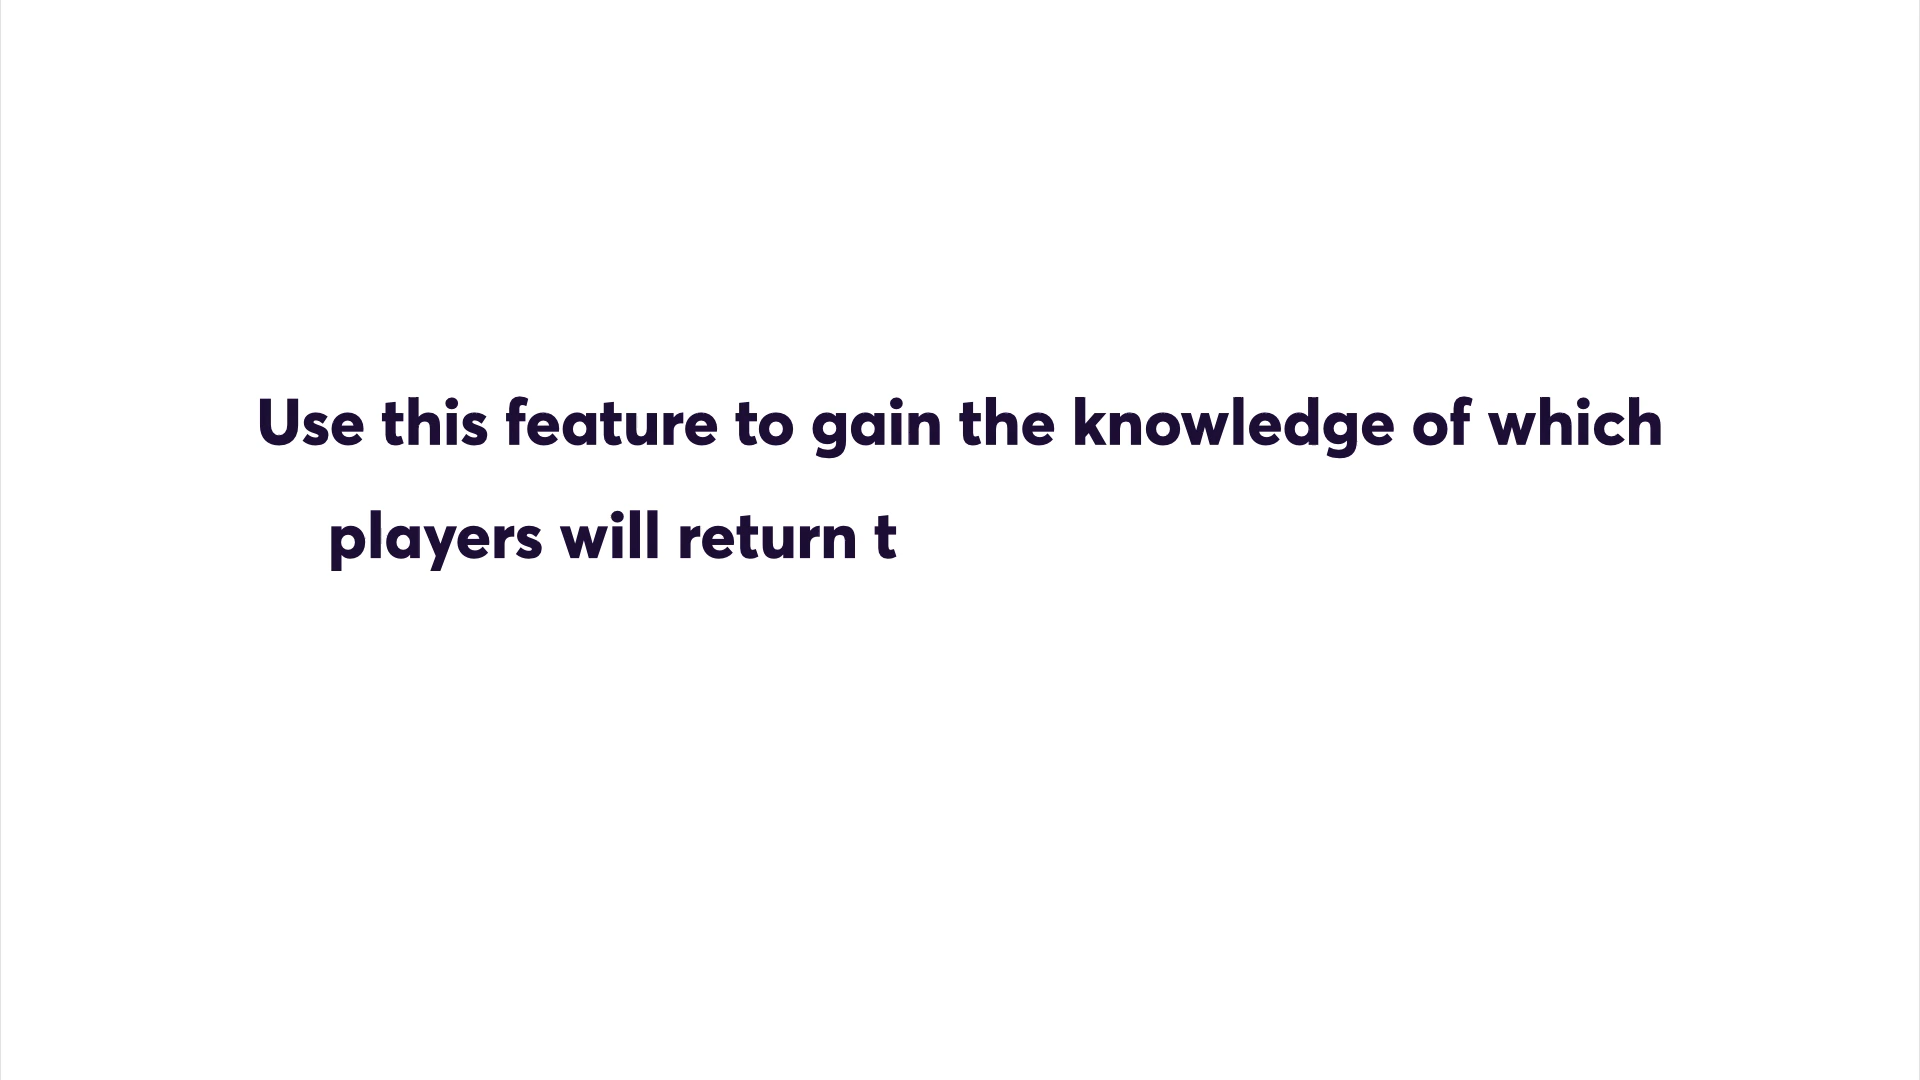 Use this feature to gain the knowledge of which
players will return t